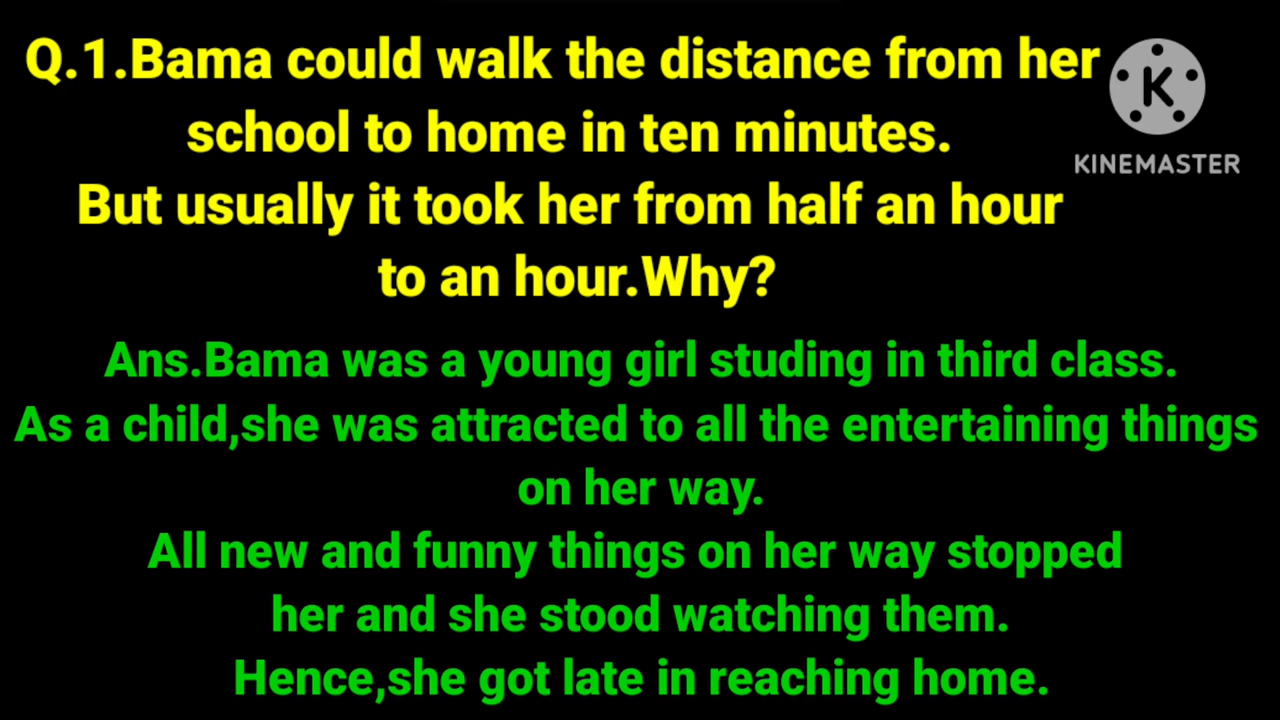 Q.1.Bama could walk the distance from her
school to home in ten minutes.
But usually it took her from half an hour
to an hour.Why?
K
KINEMASTER
Ans.Bama was a young girl studing in third class.
As a child,she was attracted to all the entertaining things
on her way.
All new and funny things on her way stopped
her and she stood watching them.
Hence,she got late in reaching home.